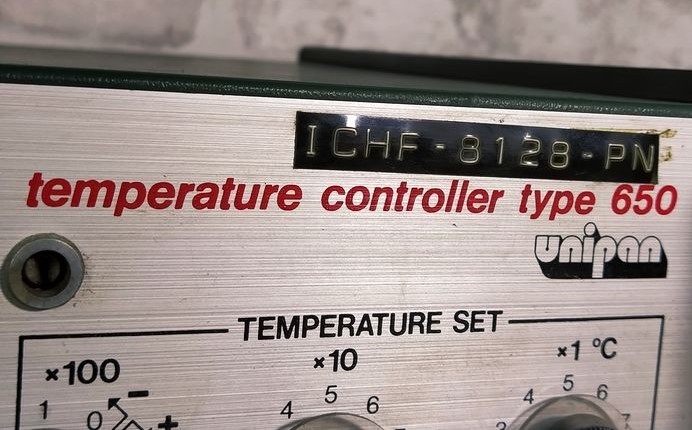 ICHF-8128-PN
temperature controller type 650
unipan
TEMPERATURE SET
×100 ×10 ×1 °C
1 0 - + 4 5 6 4 5 6